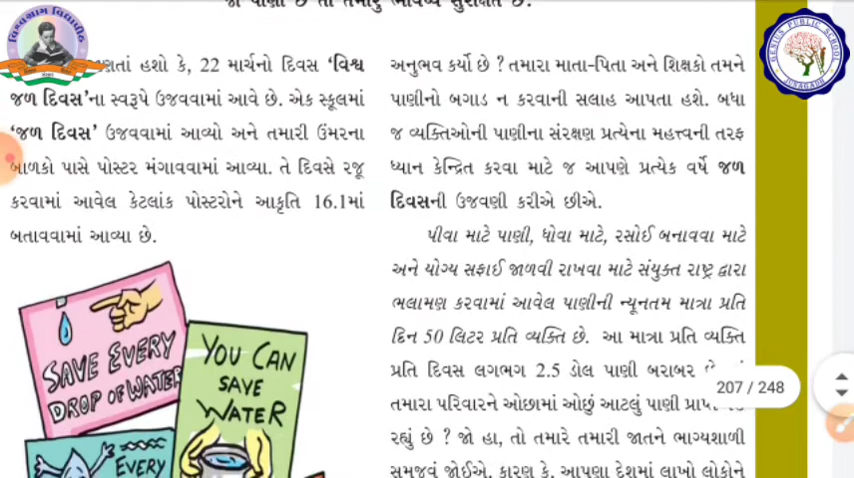 જો પાણી છે તો તમારું ભવિષ્ય સુરક્ષિત છે.
વિશ્વગ્રામ વિદ્યાપીઠ
હશો કે, 22 માર્ચનો દિવસ ‘વિશ્વ
જળ દિવસ’ના સ્વરૂપે ઉજવવામાં આવે છે. એક સ્કૂલમાં
‘જળ દિવસ’ ઉજવવામાં આવ્યો અને તમારી ઉંમરના
બાળકો પાસે પોસ્ટર મંગાવવામાં આવ્યા. તે દિવસે રજૂ
કરવામાં આવેલ કેટલાંક પોસ્ટરોને આકૃતિ 16.1માં
બતાવવામાં આવ્યા છે.
SAVE EVERY
DROP OF WATER
YOU CAN
SAVE
WATER
EVERY
અનુભવ કર્યો છે ? તમારા માતા-પિતા અને શિક્ષકો તમને
પાણીનો બગાડ ન કરવાની સલાહ આપતા હશે. બધા
જ વ્યક્તિઓની પાણીના સંરક્ષણ પ્રત્યેના મહત્ત્વની તરફ
ધ્યાન કેન્દ્રિત કરવા માટે જ આપણે પ્રત્યેક વર્ષે જળ
દિવસની ઉજવણી કરીએ છીએ.
પીવા માટે પાણી, ધોવા માટે, રસોઈ બનાવવા માટે
અને યોગ્ય સફાઈ જાળવી રાખવા માટે સંયુક્ત રાષ્ટ્ર દ્વારા
ભલામણ કરવામાં આવેલ પાણીની ન્યૂનતમ માત્રા પ્રતિ
દિન 50 લિટર પ્રતિ વ્યક્તિ છે. આ માત્રા પ્રતિ વ્યક્તિ
પ્રતિ દિવસ લગભગ 2.5 ડોલ પાણી બરાબર
તમારા પરિવારને ઓછામાં ઓછું આટલું પાણી
રહ્યું છે ? જો હા, તો તમારે તમારી જાતને ભાગ્યશાળી
સમજવું જોઈએ. કારણ કે, આપણા દેશમાં લાખો લોકોને
207 / 248
GENIUS PUBLIC SCHOOL
JUNAGADH